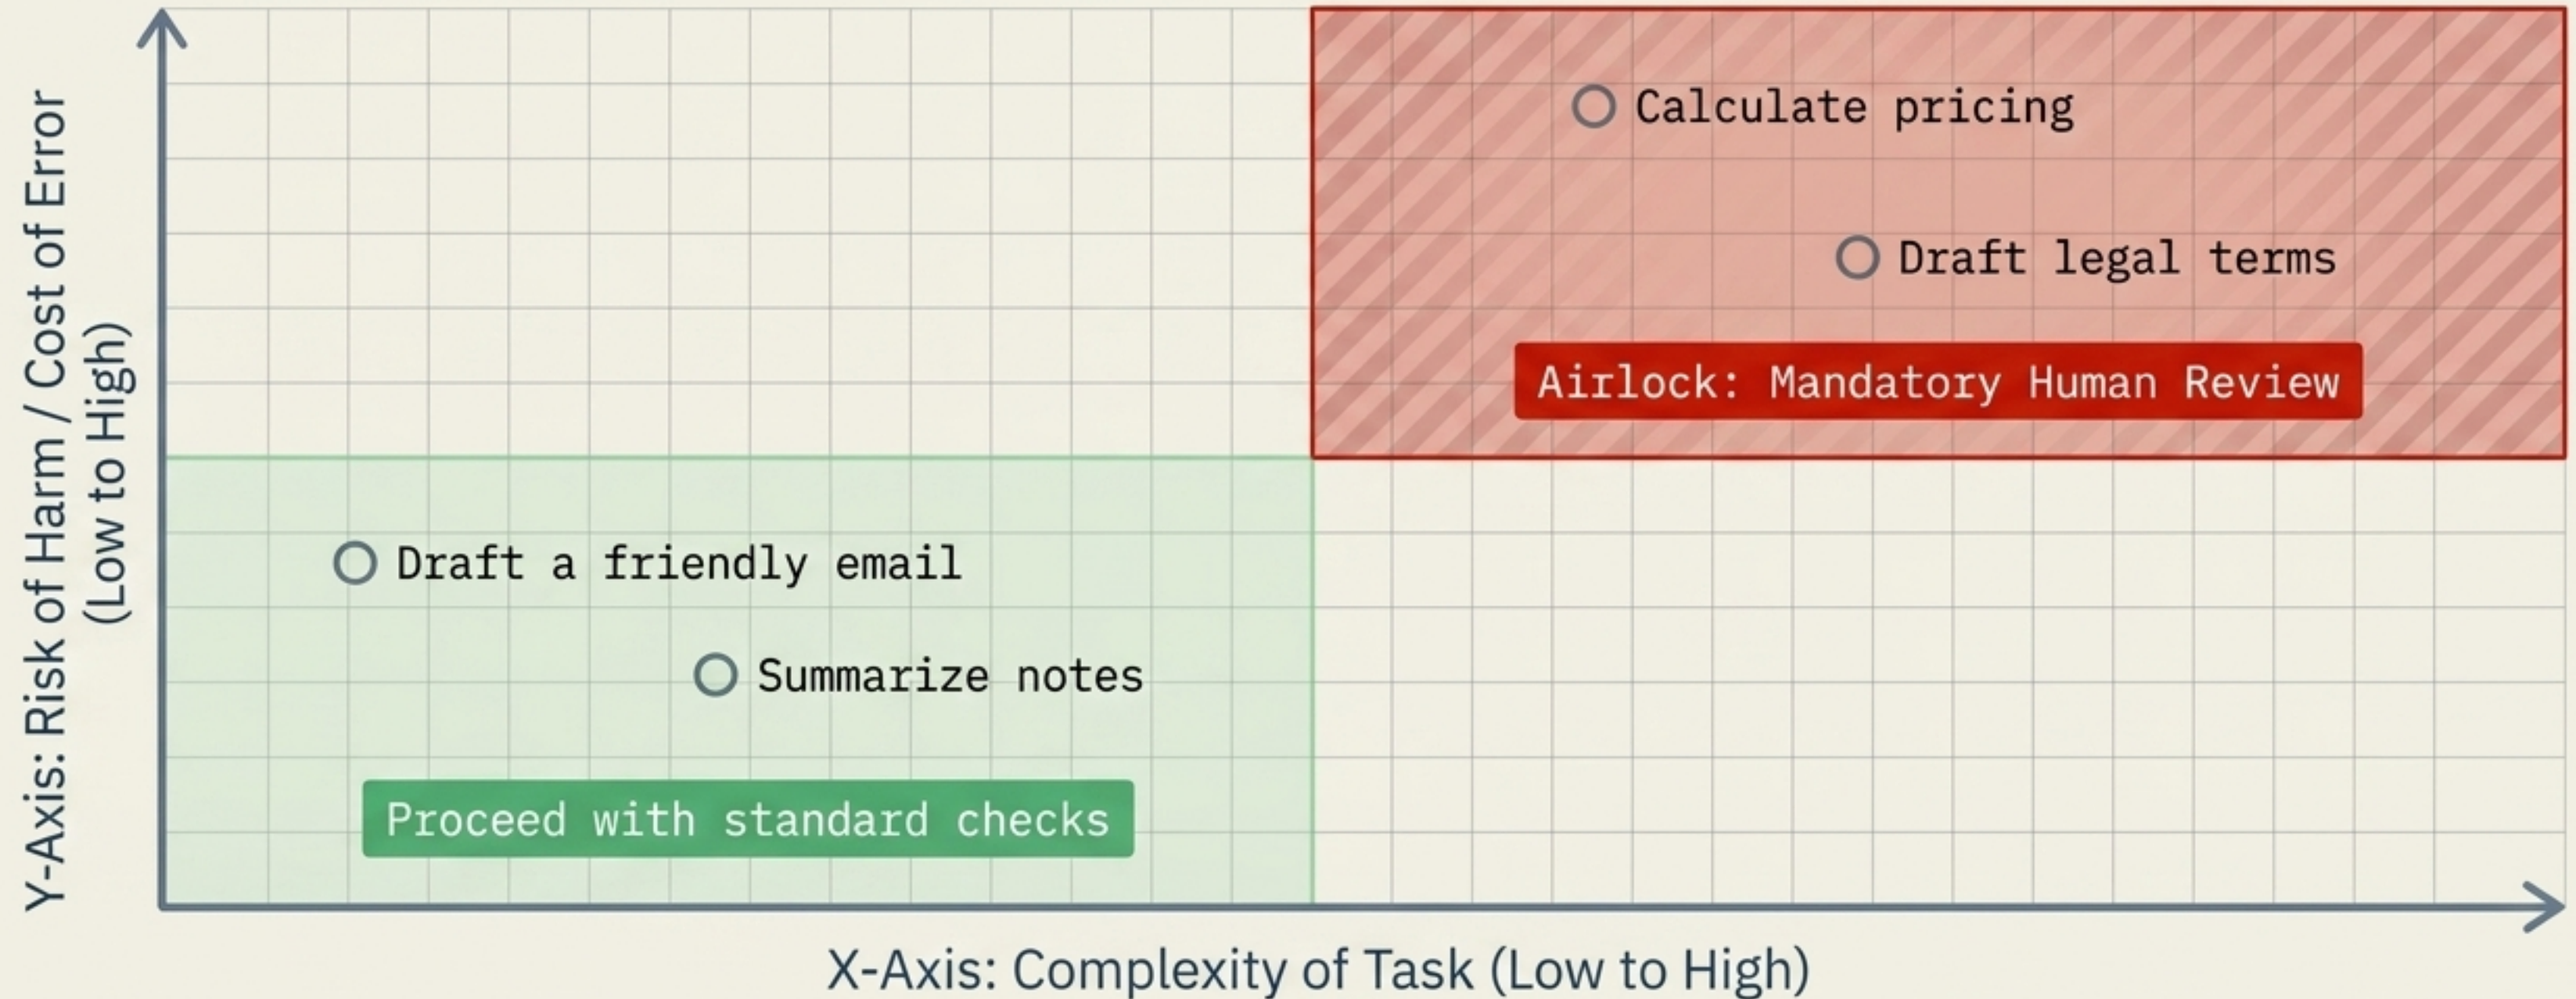 Y-Axis: Risk of Harm / Cost of Error
(Low to High)
Calculate pricing
Draft legal terms
Airlock: Mandatory Human Review
Draft a friendly email
Summarize notes
Proceed with standard checks
X-Axis: Complexity of Task (Low to High)